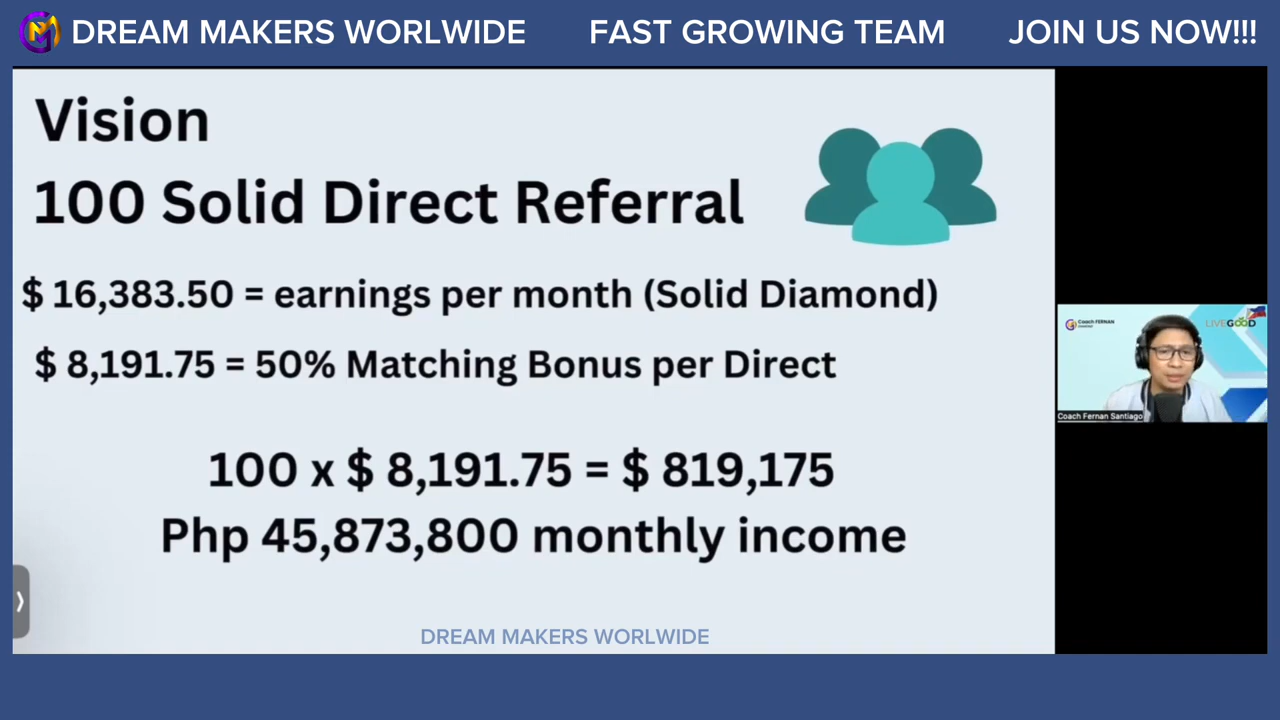 DREAM MAKERS WORLWIDE FAST GROWING TEAM JOIN US NOW!!!
Vision
100 Solid Direct Referral
$ 16,383.50 = earnings per month (Solid Diamond)
$ 8,191.75 = 50% Matching Bonus per Direct
100 x $ 8,191.75 = $ 819,175
Php 45,873,800 monthly income
DREAM MAKERS WORLWIDE
Coach FERNAN
LIVEGOOD
Coach Fernan Santiago